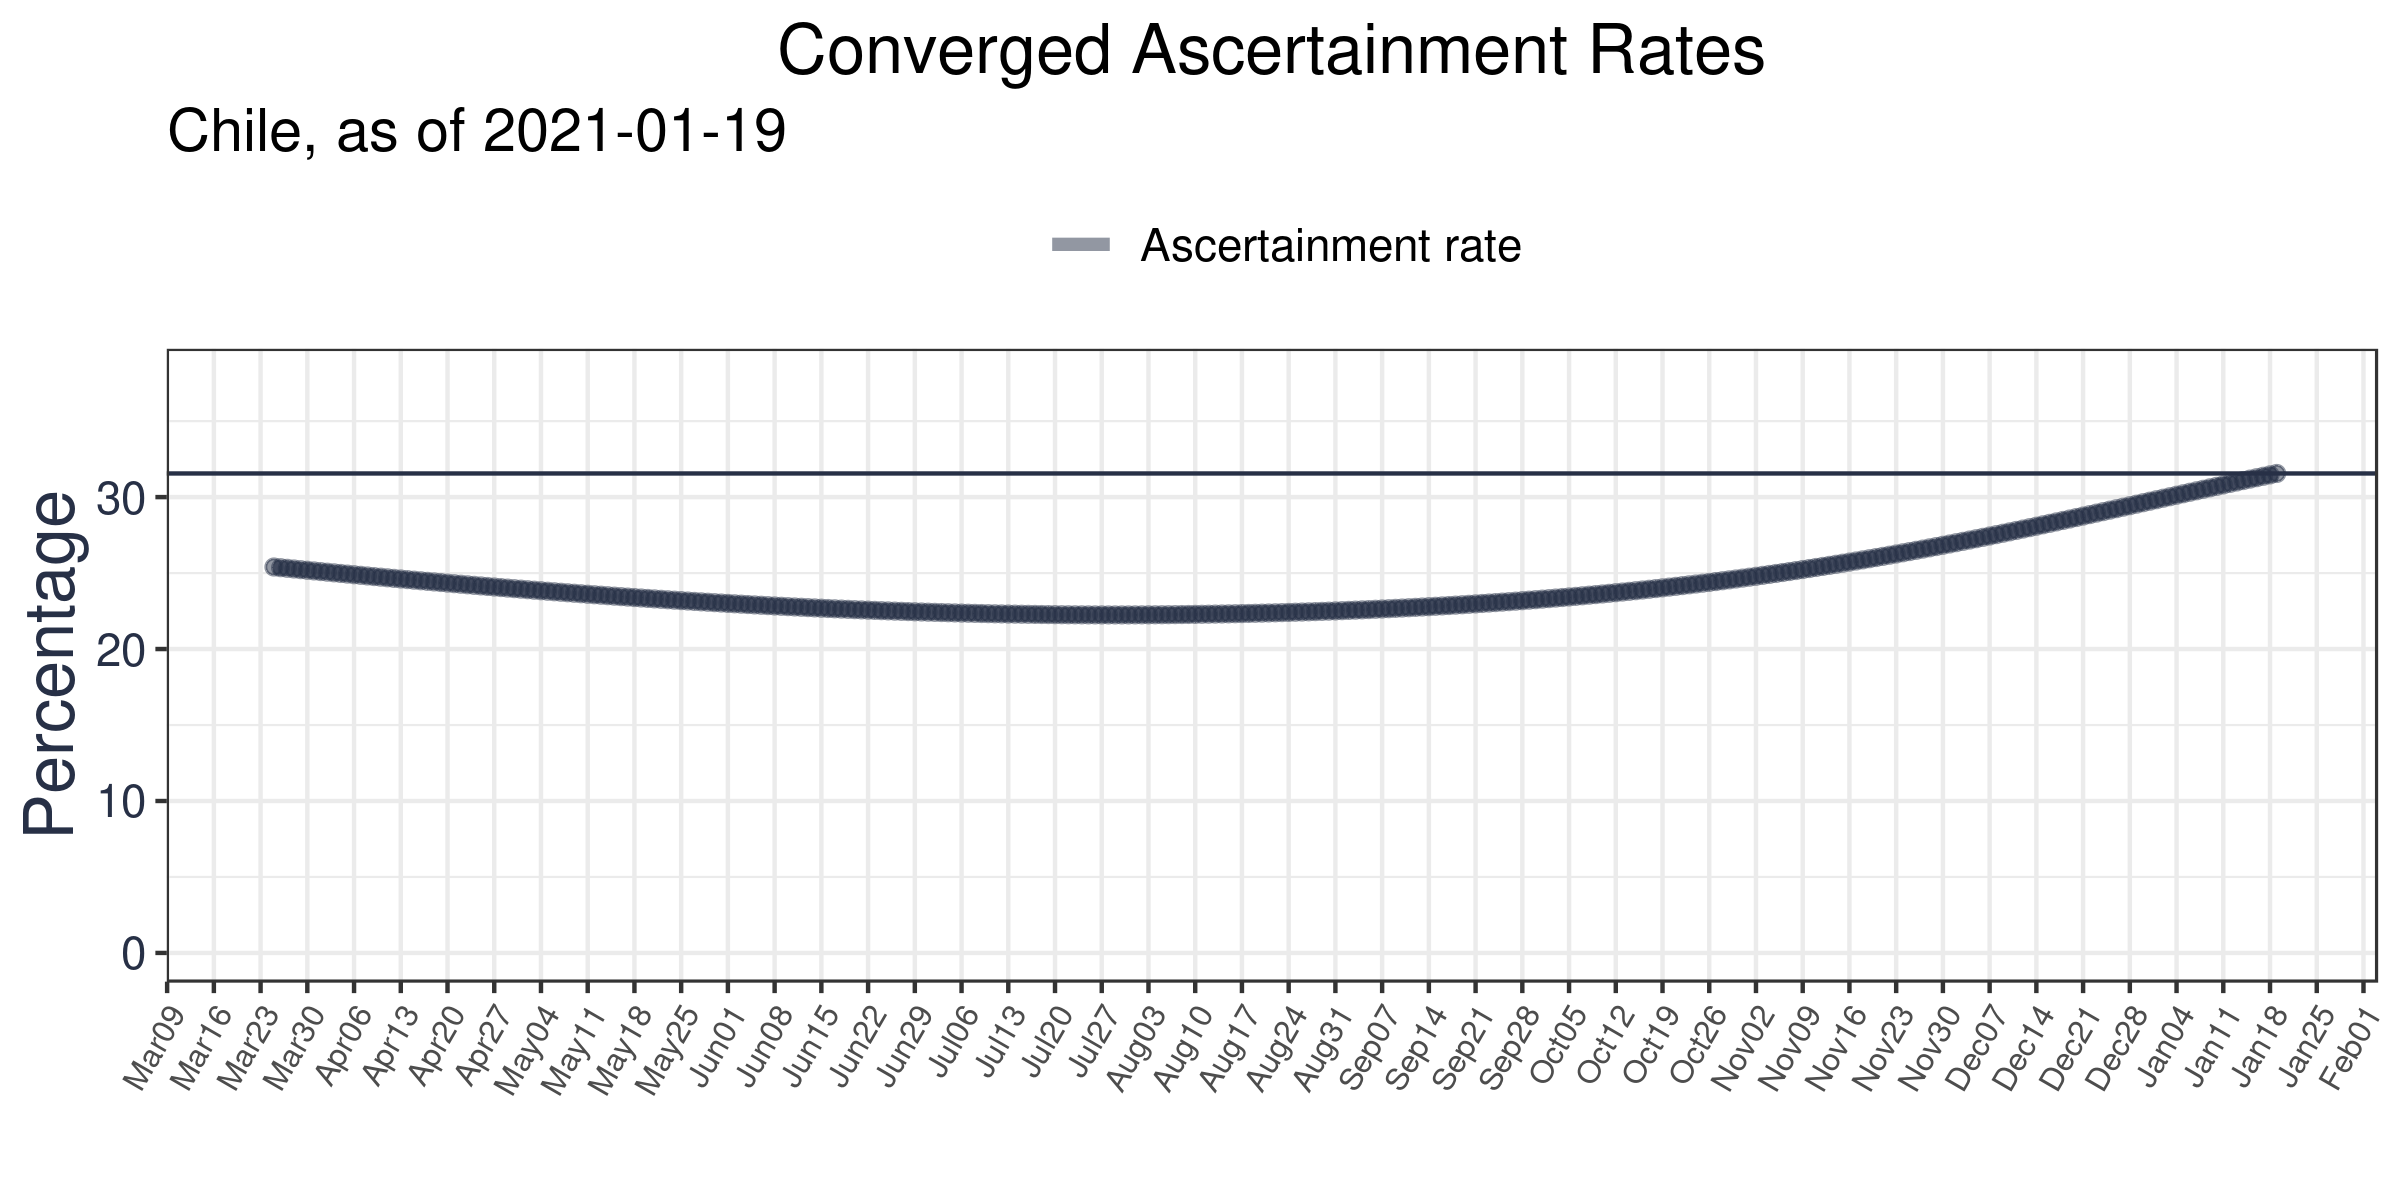 Converged Ascertainment Rates
Chile, as of 2021-01-19
Ascertainment rate
Percentage
30
20
10
0
Mar09
Mar16
Mar23
Mar30
Apr06
Apr13
Apr20
Apr27
May04
May11
May18
May25
Jun01
Jun08
Jun15
Jun22
Jun29
Jul06
Jul13
Jul20
Jul27
Aug03
Aug10
Aug17
Aug24
Aug31
Sep07
Sep14
Sep21
Sep28
Oct05
Oct12
Oct19
Oct26
Nov02
Nov09
Nov16
Nov23
Nov30
Dec07
Dec14
Dec21
Dec28
Jan04
Jan11
Jan18
Jan25
Feb01